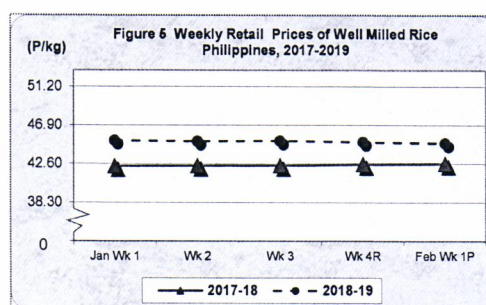 Figure 5 Weekly Retail Prices of Well Milled Rice
Philippines, 2017-2019
(P/kg)
51.20
46.90
42.60
38.30
0
Jan Wk 1 Wk 2 Wk 3 Wk 4R Feb Wk 1P
2017-18 2018-19